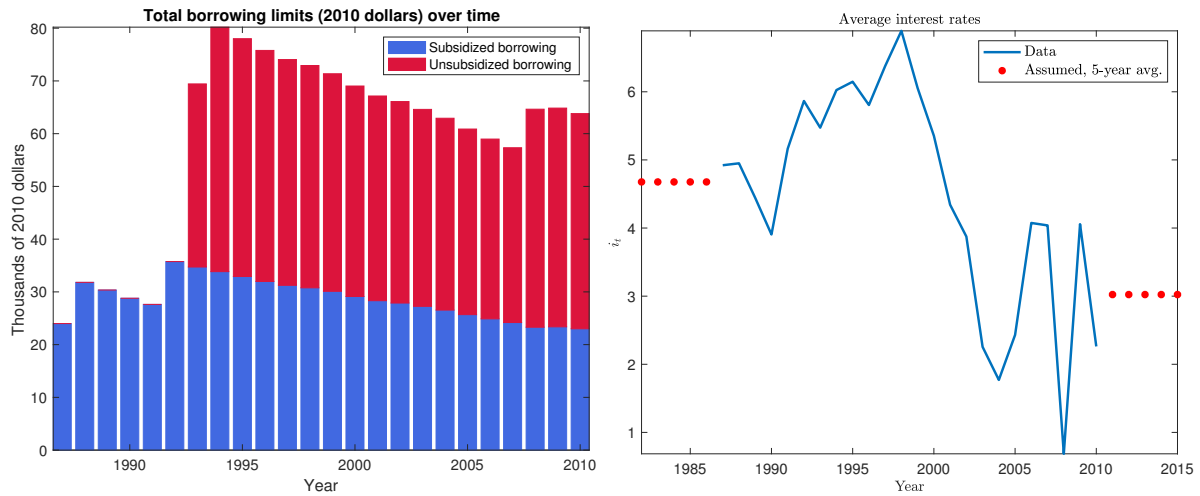 Total borrowing limits (2010 dollars) over time
80
70
60
50
40
30
20
10
0
Thousands of 2010 dollars
Subsidized borrowing
Unsubsidized borrowing
1990
1995
2000
2005
2010
Year
Average interest rates
6
5
4
3
2
1
i_t
Data
Assumed, 5-year avg.
1985
1990
1995
2000
2005
2010
2015
Year